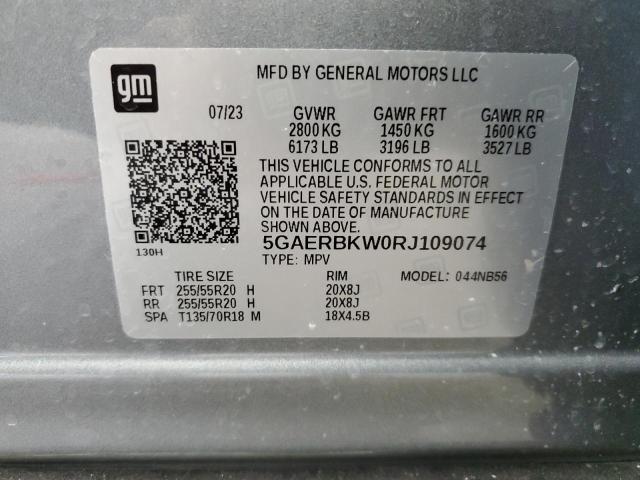 gm
MFD BY GENERAL MOTORS LLC
07/23 GVWR GAWR FRT GAWR RR
2800 KG 1450 KG 1600 KG
6173 LB 3196 LB 3527 LB
THIS VEHICLE CONFORMS TO ALL
APPLICABLE U.S. FEDERAL MOTOR
VEHICLE SAFETY STANDARDS IN EFFECT
ON THE DATE OF MANUFACTURE
SHOWN ABOVE.
130H
5GAERBKW0RJ109074
TYPE: MPV
TIRE SIZE RIM MODEL: 044NB56
FRT 255/55R20 H 20X8J
RR 255/55R20 H 20X8J
SPA T135/70R18 M 18X4.5B